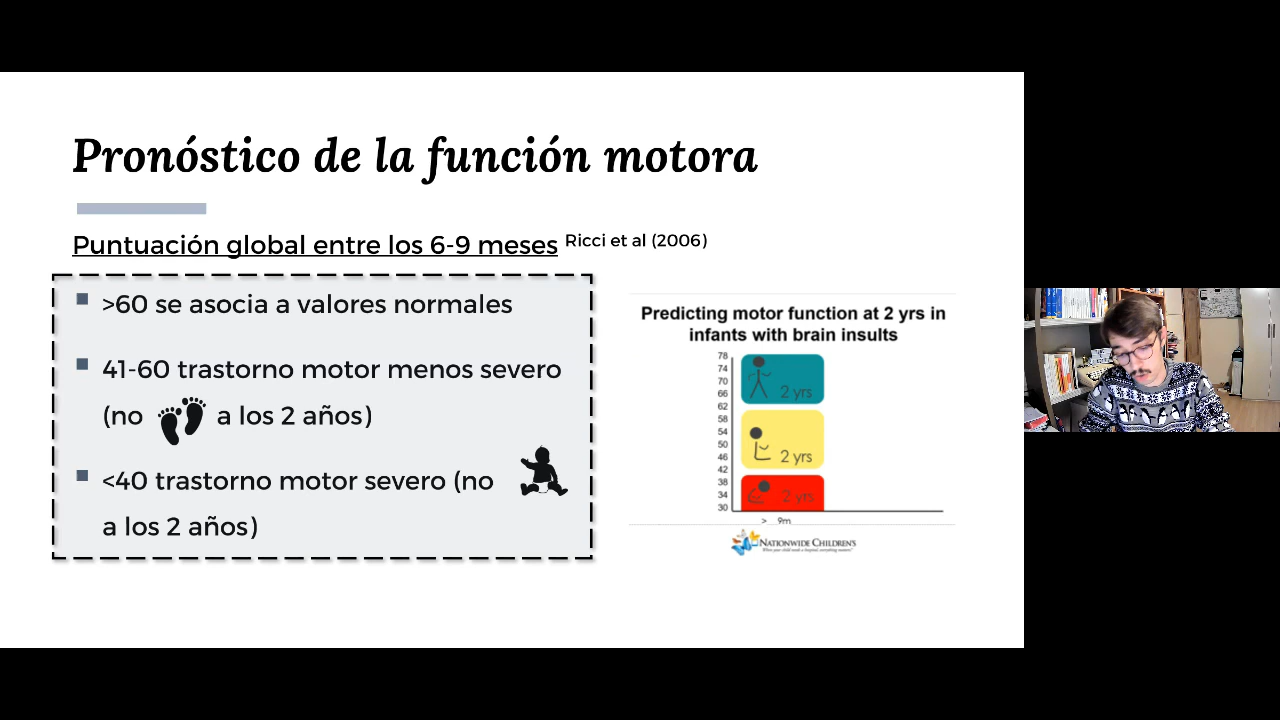 Pronóstico de la función motora
Puntuación global entre los 6-9 meses Ricci et al (2006)
>60 se asocia a valores normales
41-60 trastorno motor menos severo
(no a los 2 años)
<40 trastorno motor severo (no
a los 2 años)
Predicting motor function at 2 yrs in
infants with brain insults
78
74
70
66
62
58
54
50
46
42
38
34
30
2 yrs
2 yrs
2 yrs
> 9m
NATIONWIDE CHILDREN'S